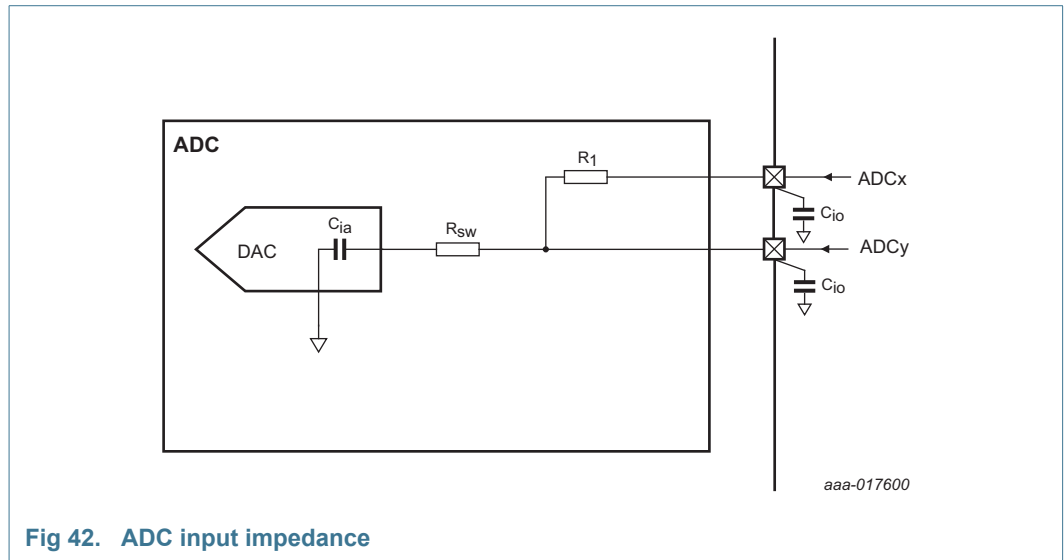 ADC
R1
ADCx
Cio
Cia
Rsw
DAC
ADCy
Cio
aaa-017600
Fig 42. ADC input impedance